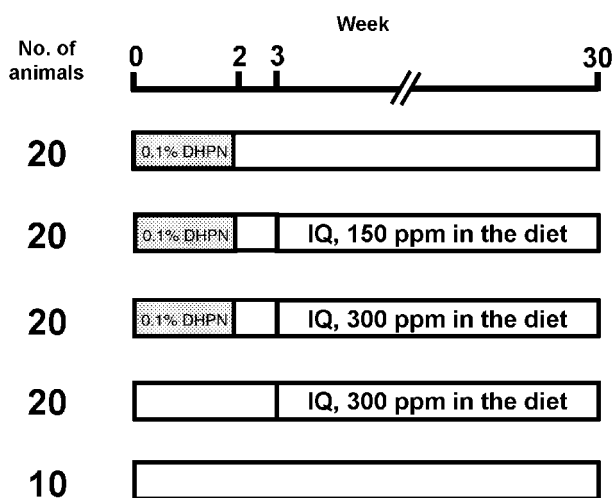 Week
No. of
animals
0 2 3 30
20 0.1% DHPN
20 0.1% DHPN IQ, 150 ppm in the diet
20 0.1% DHPN IQ, 300 ppm in the diet
20 IQ, 300 ppm in the diet
10